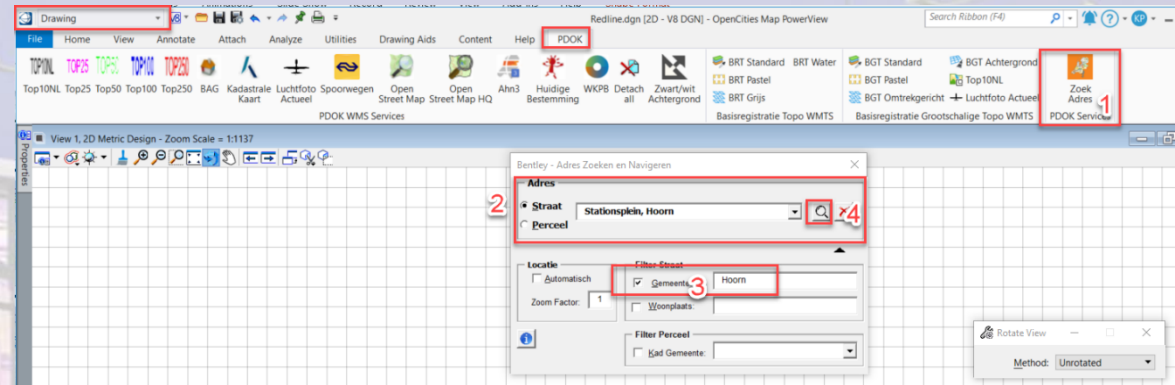 Drawing
Redline.dgn [2D - V8 DGN] - OpenCities Map PowerView
Search Ribbon (F4)
KP
File Home View Annotate Attach Analyze Utilities Drawing Aids Content Help PDOK
TOP10NL TOP25 TOP50 TOP100 TOP250
Top10NL Top25 Top50 Top100 Top250 BAG Kadastrale Kaart Luchtfoto Actueel Spoorwegen Open Street Map Open Street Map HQ Ahn3 Huidige Bestemming WKPB Detach all Zwart/wit Achtergrond
PDOK WMS Services
BRT Standard BRT Water
BRT Pastel
BRT Grijs
Basisregistratie Topo WMTS
BGT Standard BGT Achtergrond
BGT Pastel Top10NL
BGT Omtrekgericht Luchtfoto Actueel
Basisregistratie Grootschalige Topo WMTS
Zoek
Adres
1
PDOK Services
View 1, 2D Metric Design - Zoom Scale = 1:1137
Properties
Bentley - Adres Zoeken en Navigeren
Adres
2
Straat Stationsplein, Hoorn
4
Perceel
Locatie
Automatisch
Zoom Factor: 1
Filter Straat
Gemeente Hoorn
3
Woonplaats:
Filter Perceel
Kad Gemeente:
Rotate View
Method: Unrotated